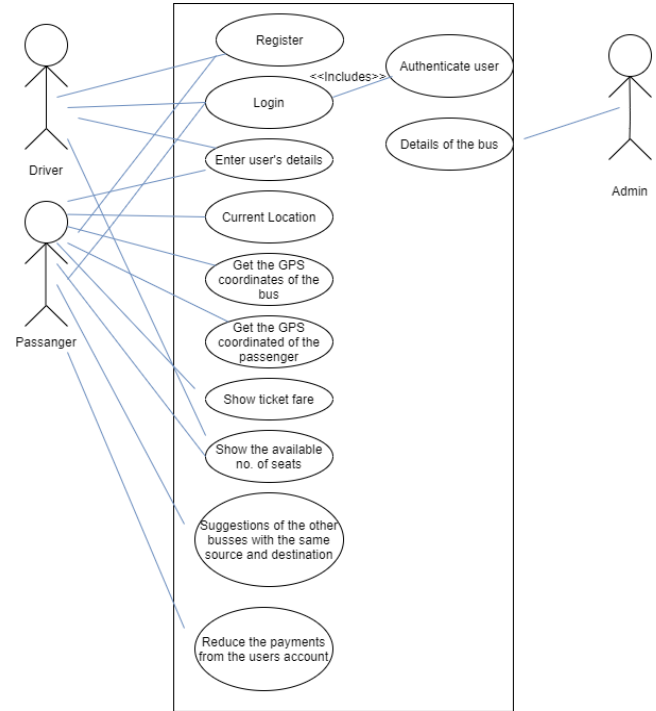 Register
<<Includes>>
Authenticate user
Login
Details of the bus
Driver
Enter user's details
Admin
Current Location
Get the GPS
coordinates of the
bus
Passanger
Get the GPS
coordinated of the
passenger
Show ticket fare
Show the available
no. of seats
Suggestions of the other
busses with the same
source and destination
Reduce the payments
from the users account